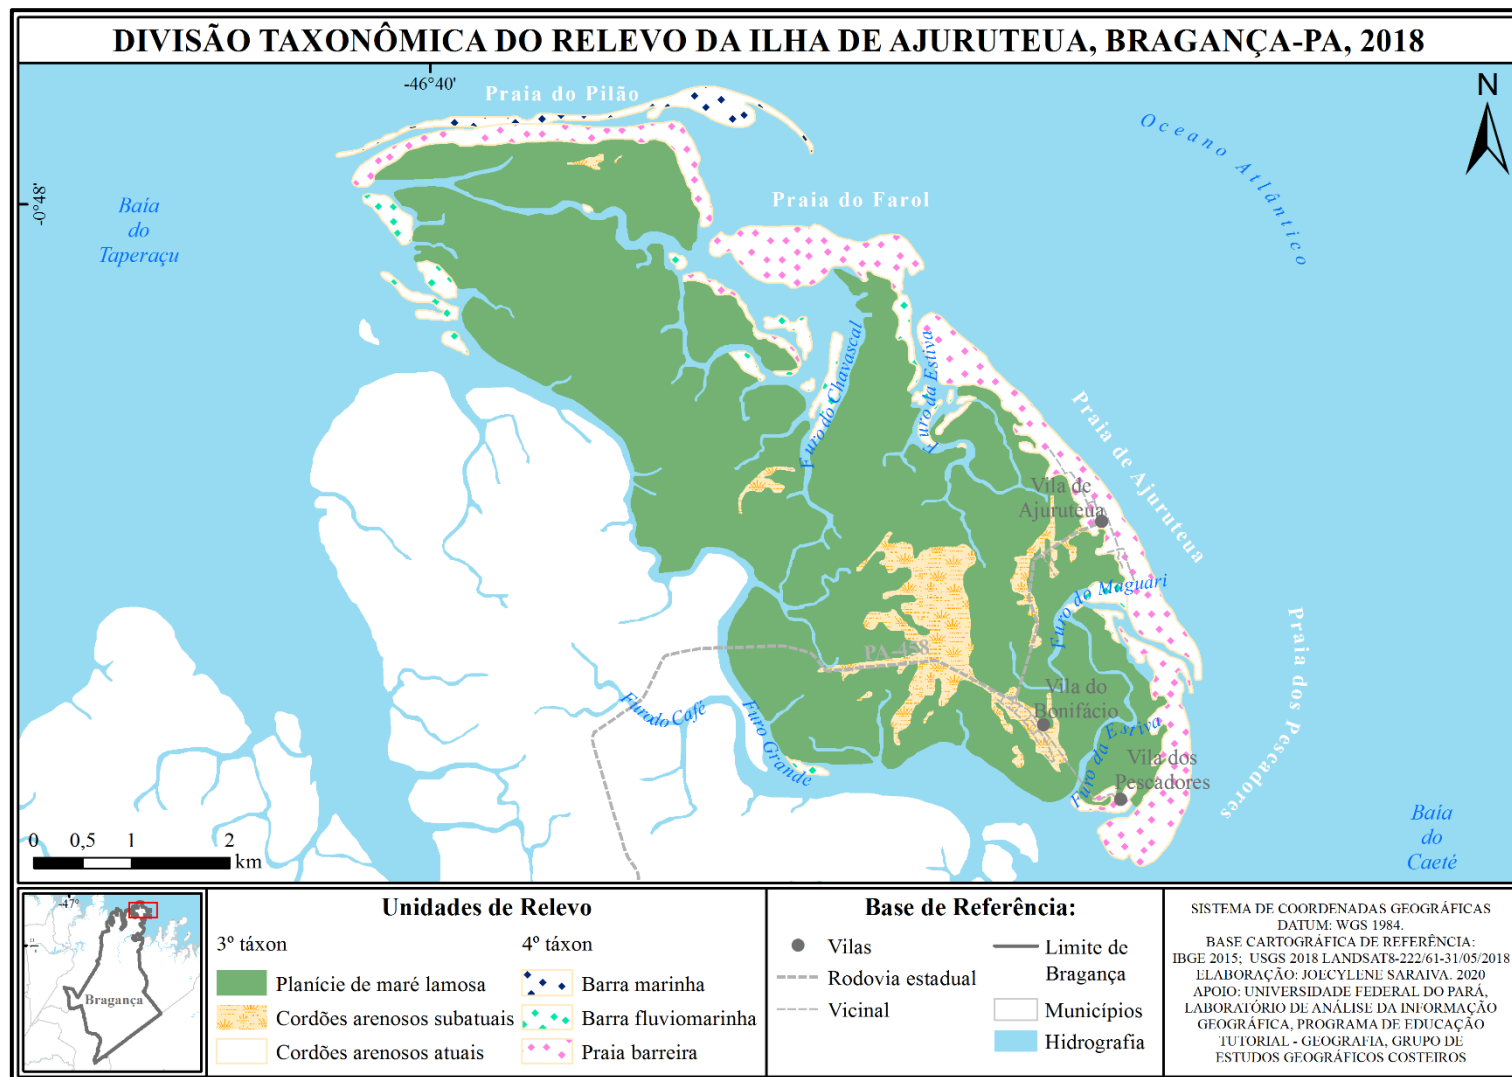 DIVISÃO TAXONÔMICA DO RELEVO DA ILHA DE AJURUTEUA, BRAGANÇA-PA, 2018
-46°40'
-0°48'
N
Praia do Pilão
Oceano Atlântico
Baía
do
Taperaçu
Praia do Farol
Furo do Chavascal
Furo da Estiva
Praia de Ajuruteua
Vila de
Ajuruteua
Furo do Maguari
PA-458
Vila do
Bonifácio
Furo do Café
Furo Grande
Furo da Estiva
Vila dos
Pescadores
Praia dos Pescadores
Baía
do
Caeté
0 0,5 1 2
km
-47°
Bragança
Unidades de Relevo
3º táxon
Planície de maré lamosa
Cordões arenosos subatuais
Cordões arenosos atuais
4º táxon
Barra marinha
Barra fluviomarinha
Praia barreira
Base de Referência:
Vilas
Rodovia estadual
Vicinal
Limite de
Bragança
Municípios
Hidrografia
SISTEMA DE COORDENADAS GEOGRÁFICAS
DATUM: WGS 1984.
BASE CARTOGRÁFICA DE REFERÊNCIA:
IBGE 2015; USGS 2018 LANDSAT8-222/61-31/05/2018
ELABORAÇÃO: JOECYLENE SARAIVA. 2020
APOIO: UNIVERSIDADE FEDERAL DO PARÁ,
LABORATÓRIO DE ANÁLISE DA INFORMAÇÃO
GEOGRÁFICA, PROGRAMA DE EDUCAÇÃO
TUTORIAL - GEOGRAFIA, GRUPO DE
ESTUDOS GEOGRÁFICOS COSTEIROS